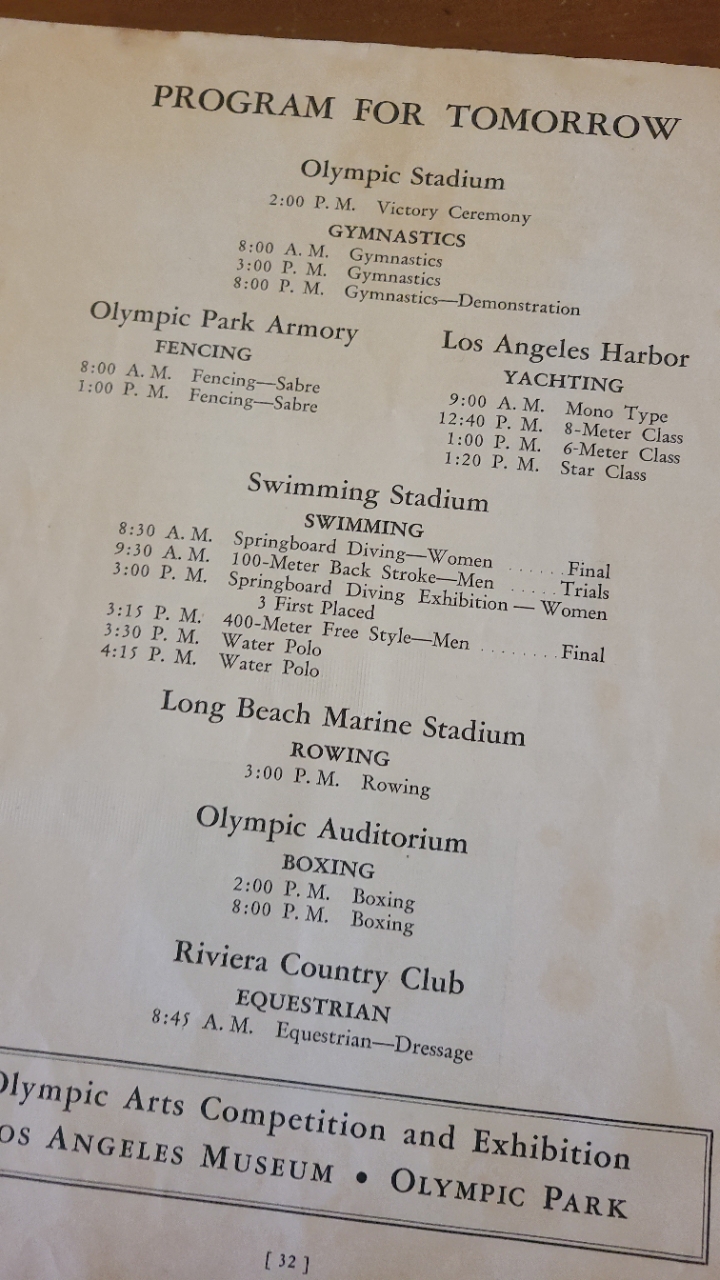 PROGRAM FOR TOMORROW
Olympic Stadium
2:00 P. M. Victory Ceremony
GYMNASTICS
8:00 A. M. Gymnastics
3:00 P. M. Gymnastics
8:00 P. M. Gymnastics—Demonstration
Olympic Park Armory
FENCING
8:00 A. M. Fencing—Sabre
1:00 P. M. Fencing—Sabre
Los Angeles Harbor
YACHTING
9:00 A. M. Mono Type
12:40 P. M. 8-Meter Class
1:00 P. M. 6-Meter Class
1:20 P. M. Star Class
Swimming Stadium
SWIMMING
8:30 A. M. Springboard Diving—Women ...... Final
9:30 A. M. 100-Meter Back Stroke—Men ..... Trials
3:00 P. M. Springboard Diving Exhibition — Women
3 First Placed
3:15 P. M. 400-Meter Free Style—Men ........ Final
3:30 P. M. Water Polo
4:15 P. M. Water Polo
Long Beach Marine Stadium
ROWING
3:00 P. M. Rowing
Olympic Auditorium
BOXING
2:00 P. M. Boxing
8:00 P. M. Boxing
Riviera Country Club
EQUESTRIAN
8:45 A. M. Equestrian—Dressage
Olympic Arts Competition and Exhibition
OS ANGELES MUSEUM • OLYMPIC PARK
[ 32 ]